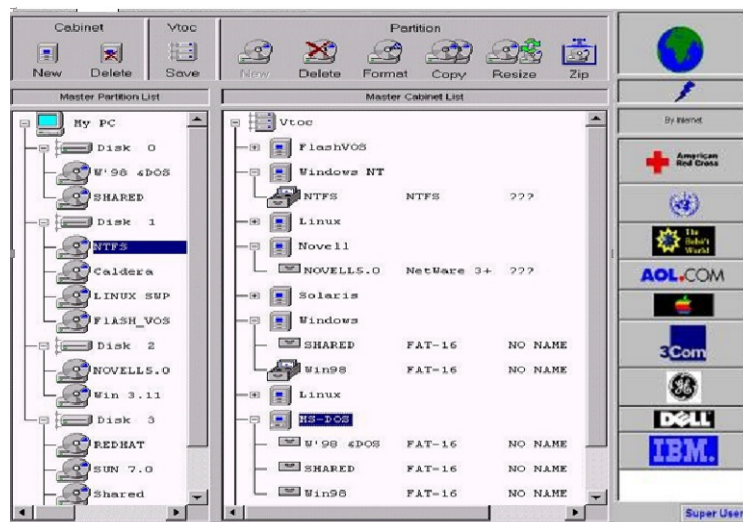 Cabinet
Vtoc
Partition
New
Delete
Save
New
Delete
Format
Copy
Resize
Zip
Master Partition List
Master Cabinet List
My PC
Disk 0
W'98 &DOS
SHARED
Disk 1
NTFS
Caldera
LINUX SWP
FlASH_VOS
Disk 2
NOVELL5.0
Win 3.11
Disk 3
REDHAT
SUN 7.0
Shared
Vtoc
FlashVOS
Windows NT
NTFS NTFS ???
Linux
Novell
NOVELL5.0 NetWare 3+ ???
Solaris
Windows
SHARED FAT-16 NO NAME
Win98 FAT-16 NO NAME
Linux
MS-DOS
W'98 &DOS FAT-16 NO NAME
SHARED FAT-16 NO NAME
Win98 FAT-16 NO NAME
By Internet
American
Red Cross
The
Bahá'í
World
AOL.COM
3Com
GE
DELL
IBM.
Super User